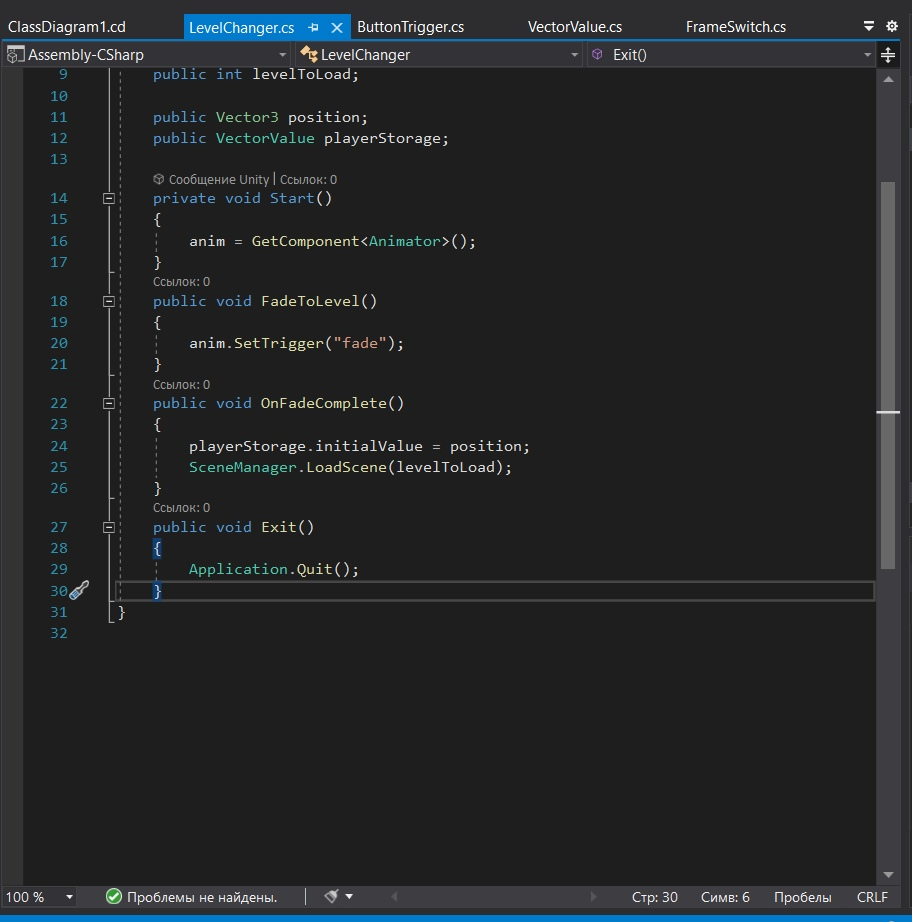 ClassDiagram1.cd LevelChanger.cs ButtonTrigger.cs VectorValue.cs FrameSwitch.cs
Assembly-CSharp LevelChanger Exit()
9 public int levelToLoad;
10
11 public Vector3 position;
12 public VectorValue playerStorage;
13
Сообщение Unity | Ссылок: 0
14 private void Start()
15 {
16 anim = GetComponent<Animator>();
17 }
Ссылок: 0
18 public void FadeToLevel()
19 {
20 anim.SetTrigger("fade");
21 }
Ссылок: 0
22 public void OnFadeComplete()
23 {
24 playerStorage.initialValue = position;
25 SceneManager.LoadScene(levelToLoad);
26 }
Ссылок: 0
27 public void Exit()
28 {
29 Application.Quit();
30 }
31 }
32
100 % Проблемы не найдены. Стр: 30 Симв: 6 Пробелы CRLF